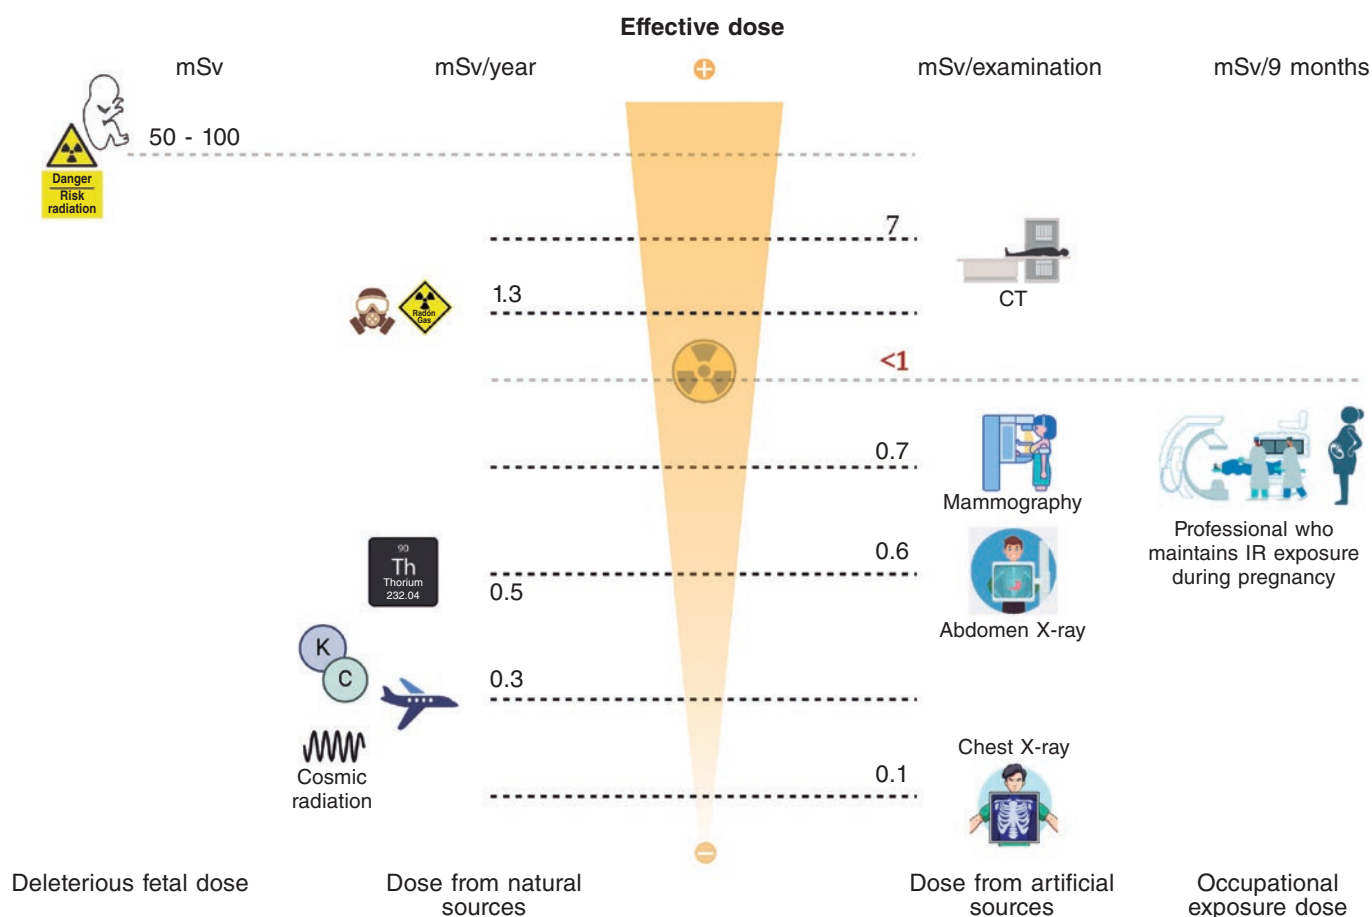 Effective dose
mSv
mSv/year
mSv/examination
mSv/9 months
50 - 100
Danger
Risk
radiation
7
CT
1.3
Radón
Gas
<1
0.7
Mammography
Professional who
maintains IR exposure
during pregnancy
90
Th
Thorium
232.04
0.6
0.5
Abdomen X-ray
K
C
0.3
Cosmic
radiation
Chest X-ray
0.1
Deleterious fetal dose
Dose from natural
sources
Dose from artificial
sources
Occupational
exposure dose